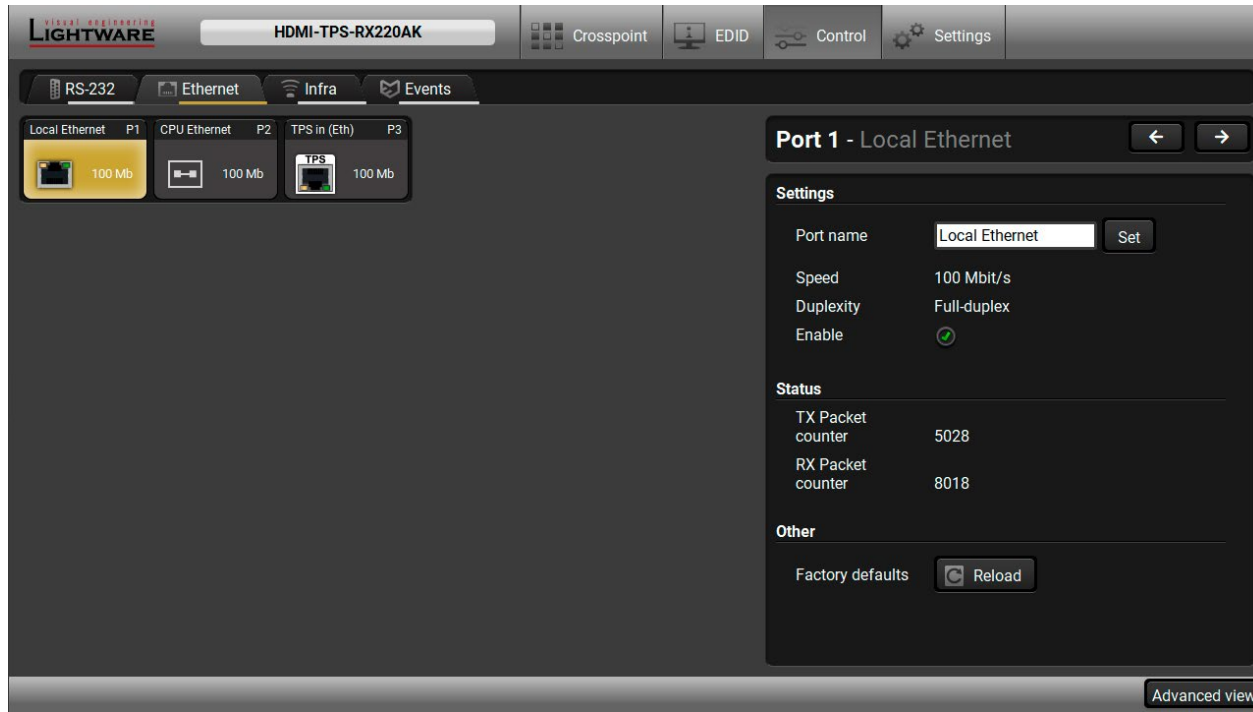 visual engineering
LIGHTWARE
HDMI-TPS-RX220AK
Crosspoint
EDID
Control
Settings
RS-232
Ethernet
Infra
Events
Local Ethernet P1
100 Mb
CPU Ethernet P2
100 Mb
TPS in (Eth) P3
TPS
100 Mb
Port 1 - Local Ethernet
Settings
Port name Local Ethernet Set
Speed 100 Mbit/s
Duplexity Full-duplex
Enable
Status
TX Packet
counter 5028
RX Packet
counter 8018
Other
Factory defaults Reload
Advanced view